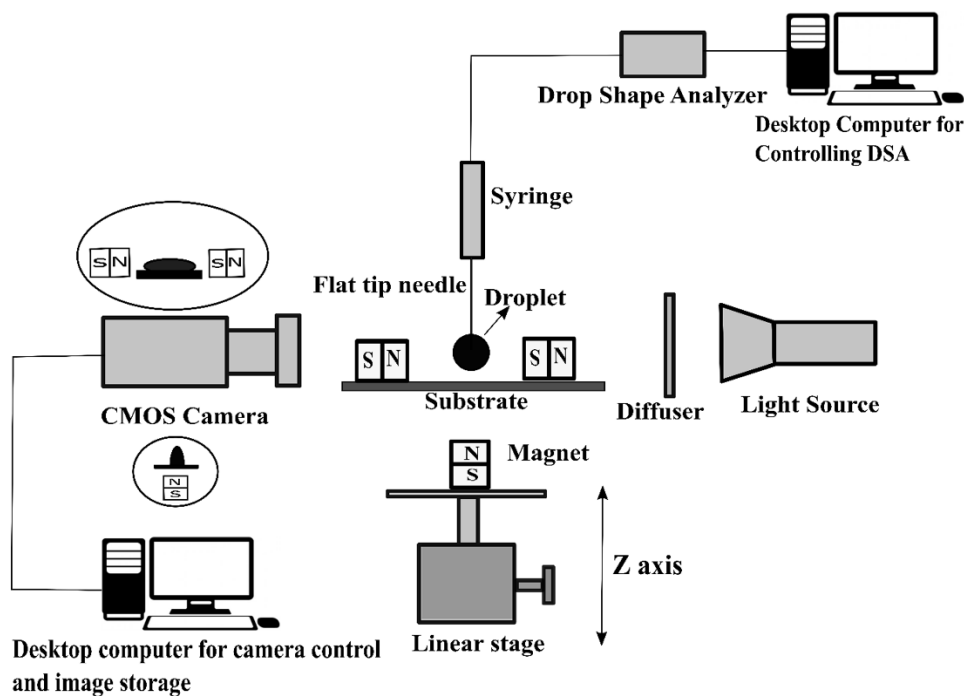 Drop Shape Analyzer
Desktop Computer for
Controlling DSA
Syringe
S N
S N
Flat tip needle
Droplet
S N
S N
CMOS Camera
Substrate
Diffuser
Light Source
N
S
Magnet
N
S
Z axis
Linear stage
Desktop computer for camera control
and image storage